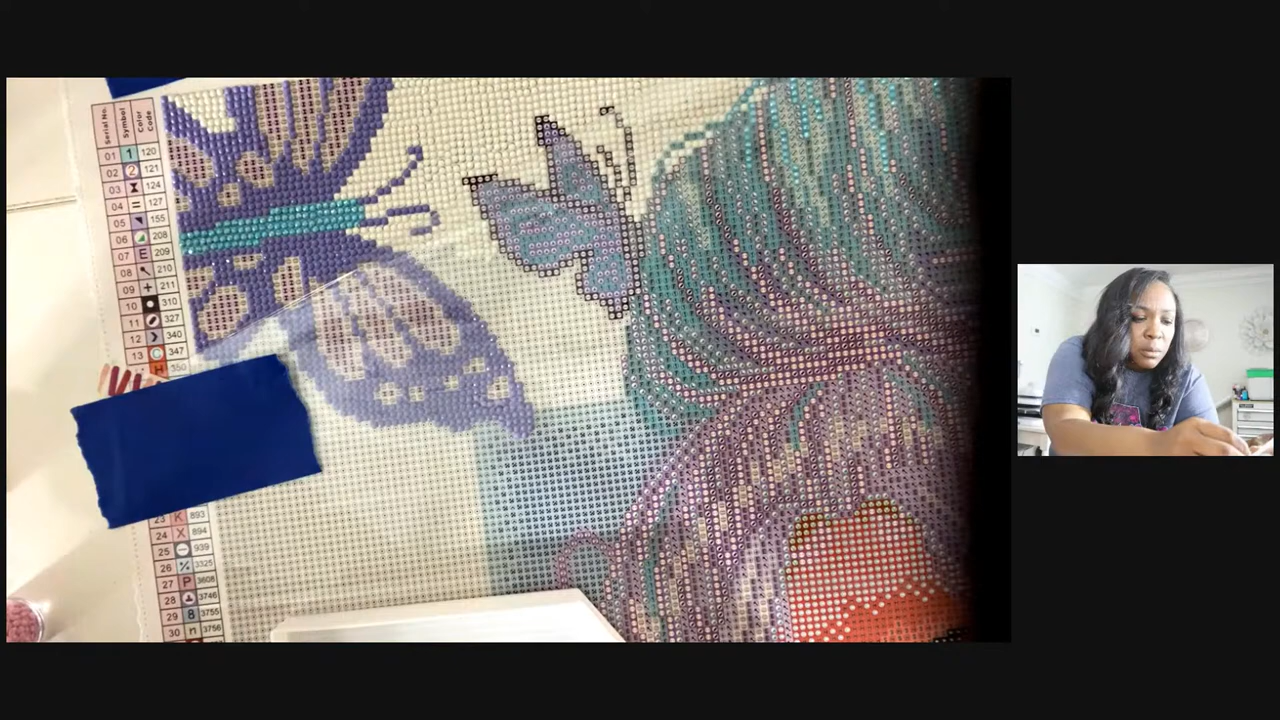 Serial No. Symbol Color Code
01 1 120
02 2 121
03 124
04 = 127
05 155
06 208
07 E 209
08 210
09 + 211
10 310
11 327
12 340
13 C 347
H 550
23 K 893
24 X 894
25 939
26 3325
27 P 3608
28 3746
29 8 3755
30 n 3756